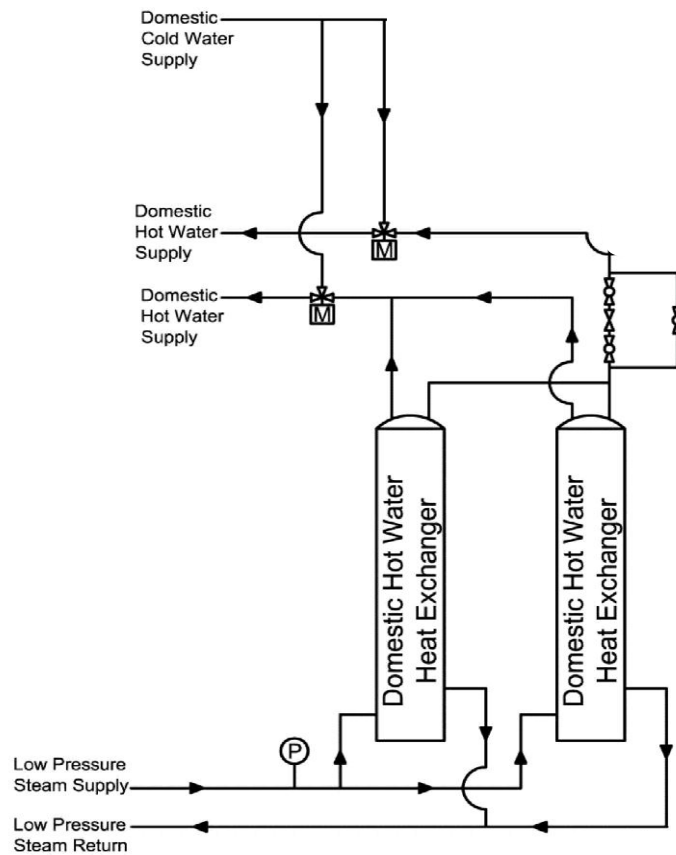 Domestic
Cold Water
Supply
Domestic
Hot Water
Supply
M
Domestic
Hot Water
Supply
M
Domestic Hot Water
Heat Exchanger
Domestic Hot Water
Heat Exchanger
P
Low Pressure
Steam Supply
Low Pressure
Steam Return